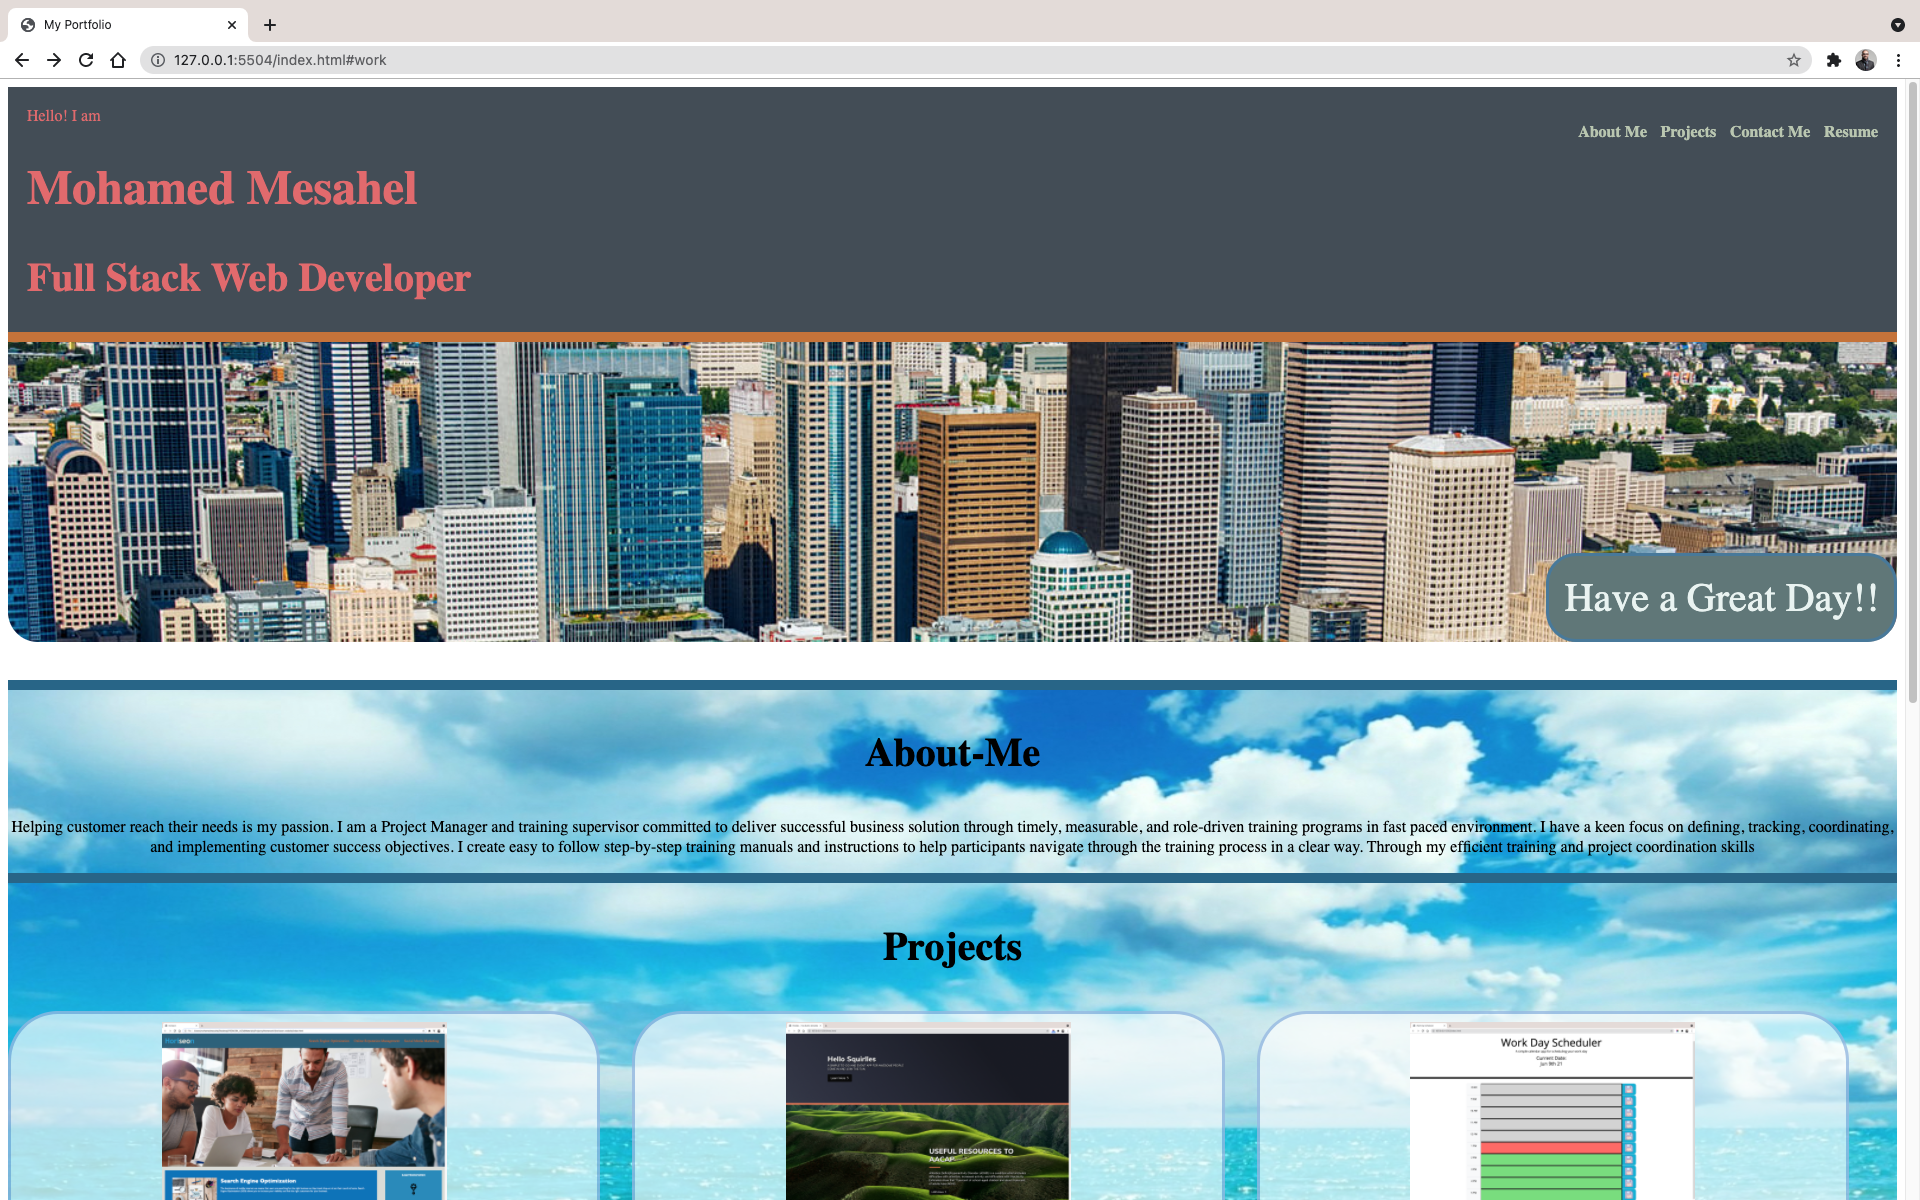 My Portfolio
127.0.0.1:5504/index.html#work
Hello! I am
About Me Projects Contact Me Resume
Mohamed Mesahel
Full Stack Web Developer
Have a Great Day!!
About-Me
Helping customer reach their needs is my passion. I am a Project Manager and training supervisor committed to deliver successful business solution through timely, measurable, and role-driven training programs in fast paced environment. I have a keen focus on defining, tracking, coordinating,
and implementing customer success objectives. I create easy to follow step-by-step training manuals and instructions to help participants navigate through the training process in a clear way. Through my efficient training and project coordination skills
Projects
Horiseon
Search Engine Optimization
Hello Squirlles
USEFUL RESOURCES TO
Work Day Scheduler
Current Date: